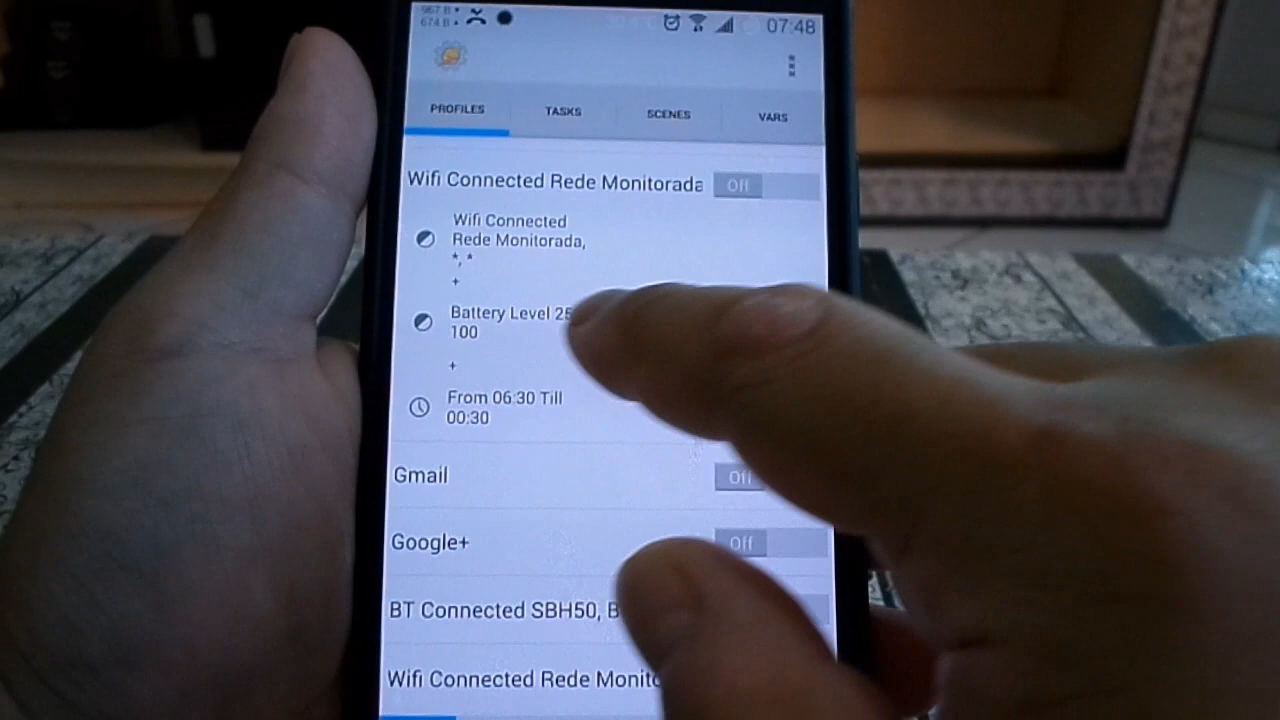 967 B
674 B
07:48
PROFILES TASKS SCENES VARS
Wifi Connected Rede Monitorada Off
Wifi Connected
Rede Monitorada,
*, *
+
Battery Level 25
100
+
From 06:30 Till
00:30
Gmail Off
Google+ Off
BT Connected SBH50, B
Wifi Connected Rede